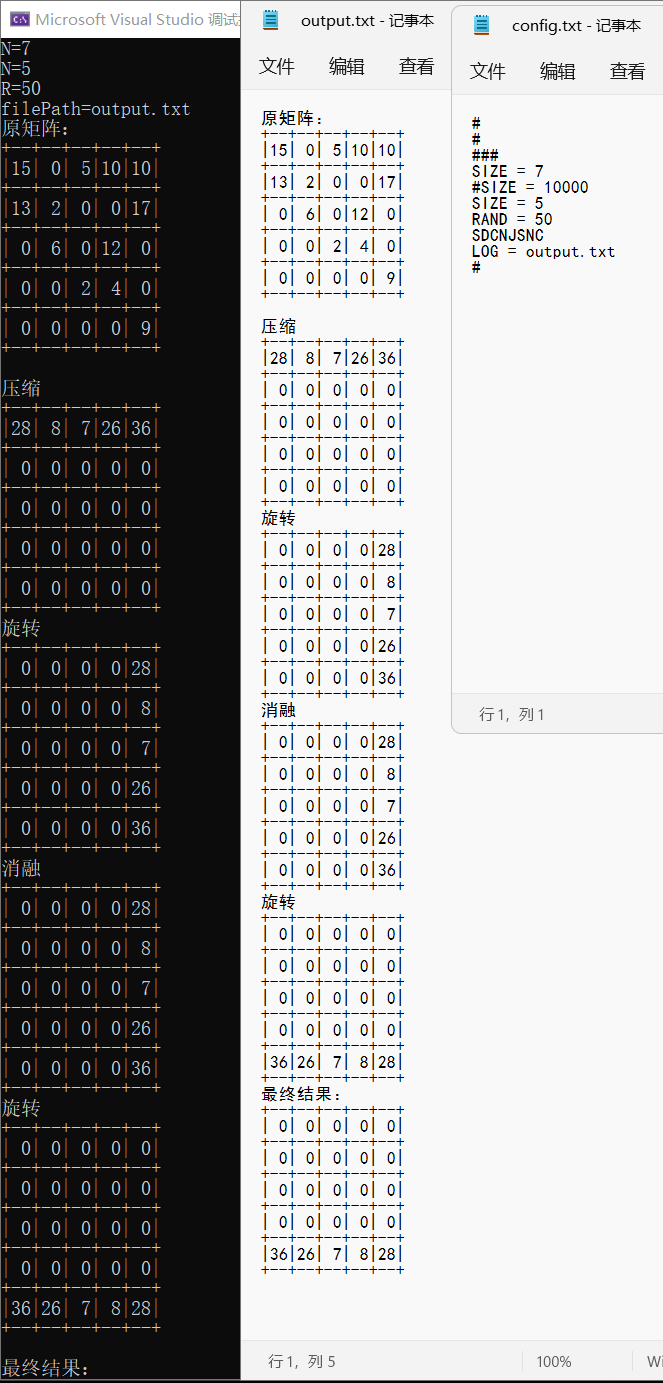 Microsoft Visual Studio 调试
N=7
N=5
R=50
filePath=output.txt
原矩阵:
+--+--+--+--+--+
|15| 0| 5|10|10|
+--+--+--+--+--+
|13| 2| 0| 0|17|
+--+--+--+--+--+
| 0| 6| 0|12| 0|
+--+--+--+--+--+
| 0| 0| 2| 4| 0|
+--+--+--+--+--+
| 0| 0| 0| 0| 9|
+--+--+--+--+--+
压缩
+--+--+--+--+--+
|28| 8| 7|26|36|
+--+--+--+--+--+
| 0| 0| 0| 0| 0|
+--+--+--+--+--+
| 0| 0| 0| 0| 0|
+--+--+--+--+--+
| 0| 0| 0| 0| 0|
+--+--+--+--+--+
| 0| 0| 0| 0| 0|
+--+--+--+--+--+
旋转
+--+--+--+--+--+
| 0| 0| 0| 0|28|
+--+--+--+--+--+
| 0| 0| 0| 0| 8|
+--+--+--+--+--+
| 0| 0| 0| 0| 7|
+--+--+--+--+--+
| 0| 0| 0| 0|26|
+--+--+--+--+--+
| 0| 0| 0| 0|36|
+--+--+--+--+--+
消融
+--+--+--+--+--+
| 0| 0| 0| 0|28|
+--+--+--+--+--+
| 0| 0| 0| 0| 8|
+--+--+--+--+--+
| 0| 0| 0| 0| 7|
+--+--+--+--+--+
| 0| 0| 0| 0|26|
+--+--+--+--+--+
| 0| 0| 0| 0|36|
+--+--+--+--+--+
旋转
+--+--+--+--+--+
| 0| 0| 0| 0| 0|
+--+--+--+--+--+
| 0| 0| 0| 0| 0|
+--+--+--+--+--+
| 0| 0| 0| 0| 0|
+--+--+--+--+--+
| 0| 0| 0| 0| 0|
+--+--+--+--+--+
|36|26| 7| 8|28|
+--+--+--+--+--+
最终结果:
output.txt - 记事本
文件 编辑 查看
原矩阵:
+--+--+--+--+--+
|15| 0| 5|10|10|
+--+--+--+--+--+
|13| 2| 0| 0|17|
+--+--+--+--+--+
| 0| 6| 0|12| 0|
+--+--+--+--+--+
| 0| 0| 2| 4| 0|
+--+--+--+--+--+
| 0| 0| 0| 0| 9|
+--+--+--+--+--+
压缩
+--+--+--+--+--+
|28| 8| 7|26|36|
+--+--+--+--+--+
| 0| 0| 0| 0| 0|
+--+--+--+--+--+
| 0| 0| 0| 0| 0|
+--+--+--+--+--+
| 0| 0| 0| 0| 0|
+--+--+--+--+--+
| 0| 0| 0| 0| 0|
+--+--+--+--+--+
旋转
+--+--+--+--+--+
| 0| 0| 0| 0|28|
+--+--+--+--+--+
| 0| 0| 0| 0| 8|
+--+--+--+--+--+
| 0| 0| 0| 0| 7|
+--+--+--+--+--+
| 0| 0| 0| 0|26|
+--+--+--+--+--+
| 0| 0| 0| 0|36|
+--+--+--+--+--+
消融
+--+--+--+--+--+
| 0| 0| 0| 0|28|
+--+--+--+--+--+
| 0| 0| 0| 0| 8|
+--+--+--+--+--+
| 0| 0| 0| 0| 7|
+--+--+--+--+--+
| 0| 0| 0| 0|26|
+--+--+--+--+--+
| 0| 0| 0| 0|36|
+--+--+--+--+--+
旋转
+--+--+--+--+--+
| 0| 0| 0| 0| 0|
+--+--+--+--+--+
| 0| 0| 0| 0| 0|
+--+--+--+--+--+
| 0| 0| 0| 0| 0|
+--+--+--+--+--+
| 0| 0| 0| 0| 0|
+--+--+--+--+--+
|36|26| 7| 8|28|
+--+--+--+--+--+
最终结果:
+--+--+--+--+--+
| 0| 0| 0| 0| 0|
+--+--+--+--+--+
| 0| 0| 0| 0| 0|
+--+--+--+--+--+
| 0| 0| 0| 0| 0|
+--+--+--+--+--+
| 0| 0| 0| 0| 0|
+--+--+--+--+--+
|36|26| 7| 8|28|
+--+--+--+--+--+
行 1, 列 5 100% Wi
config.txt - 记事本
文件 编辑 查看
#
#
###
SIZE = 7
#SIZE = 10000
SIZE = 5
RAND = 50
SDCNJSNC
LOG = output.txt
#
行 1, 列 1